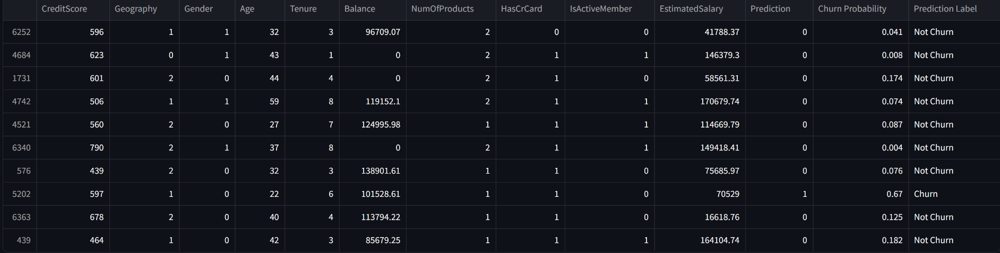 CreditScore Geography Gender Age Tenure Balance NumOfProducts HasCrCard IsActiveMember EstimatedSalary Prediction Churn Probability Prediction Label
6252 596 1 1 32 3 96709.07 2 0 0 41788.37 0 0.041 Not Churn
4684 623 0 1 43 1 0 2 1 1 146379.3 0 0.008 Not Churn
1731 601 2 0 44 4 0 2 1 0 58561.31 0 0.174 Not Churn
4742 506 1 1 59 8 119152.1 2 1 1 170679.74 0 0.074 Not Churn
4521 560 2 0 27 7 124995.98 1 1 1 114669.79 0 0.087 Not Churn
6340 790 2 1 37 8 0 2 1 1 149418.41 0 0.004 Not Churn
576 439 2 0 32 3 138901.61 1 1 0 75685.97 0 0.076 Not Churn
5202 597 1 0 22 6 101528.61 1 1 0 70529 1 0.67 Churn
6363 678 2 0 40 4 113794.22 1 1 0 16618.76 0 0.125 Not Churn
439 464 1 0 42 3 85679.25 1 1 1 164104.74 0 0.182 Not Churn